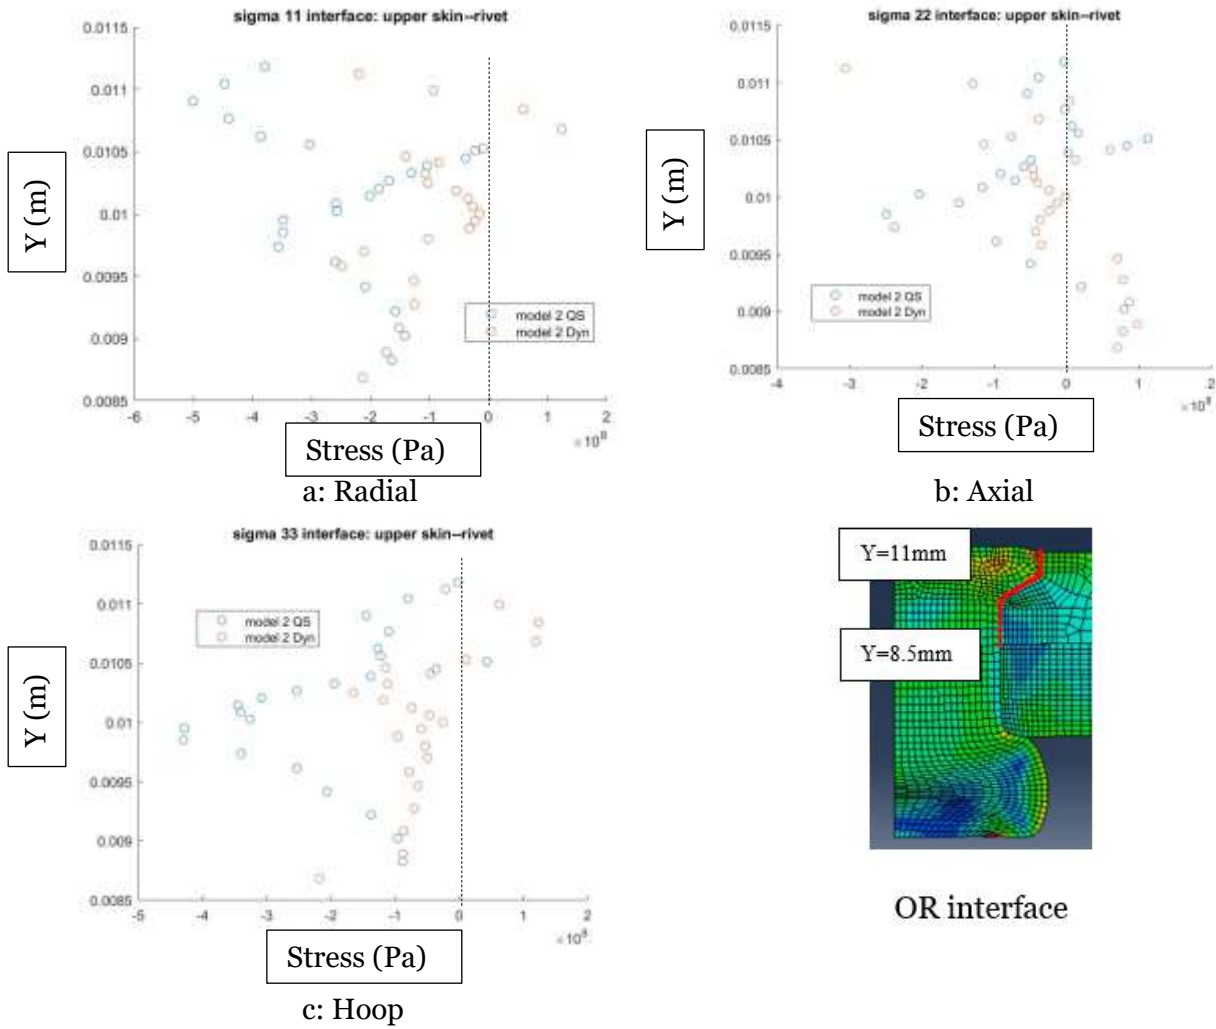 sigma 11 interface: upper skin--rivet
0.0115
0.011
0.0105
0.01
0.0095
0.009
0.0085
Y (m)
model 2 QS
model 2 Dyn
-6 -5 -4 -3 -2 -1 0 1 2
×10⁸
Stress (Pa)
a: Radial
sigma 22 interface: upper skin--rivet
0.0115
0.011
0.0105
0.01
0.0095
0.009
0.0085
Y (m)
model 2 QS
model 2 Dyn
-4 -3 -2 -1 0 1 2
×10⁸
Stress (Pa)
b: Axial
sigma 33 interface: upper skin--rivet
0.0115
0.011
0.0105
0.01
0.0095
0.009
0.0085
Y (m)
model 2 QS
model 2 Dyn
-5 -4 -3 -2 -1 0 1 2
×10⁸
Stress (Pa)
c: Hoop
Y=11mm
Y=8.5mm
OR interface